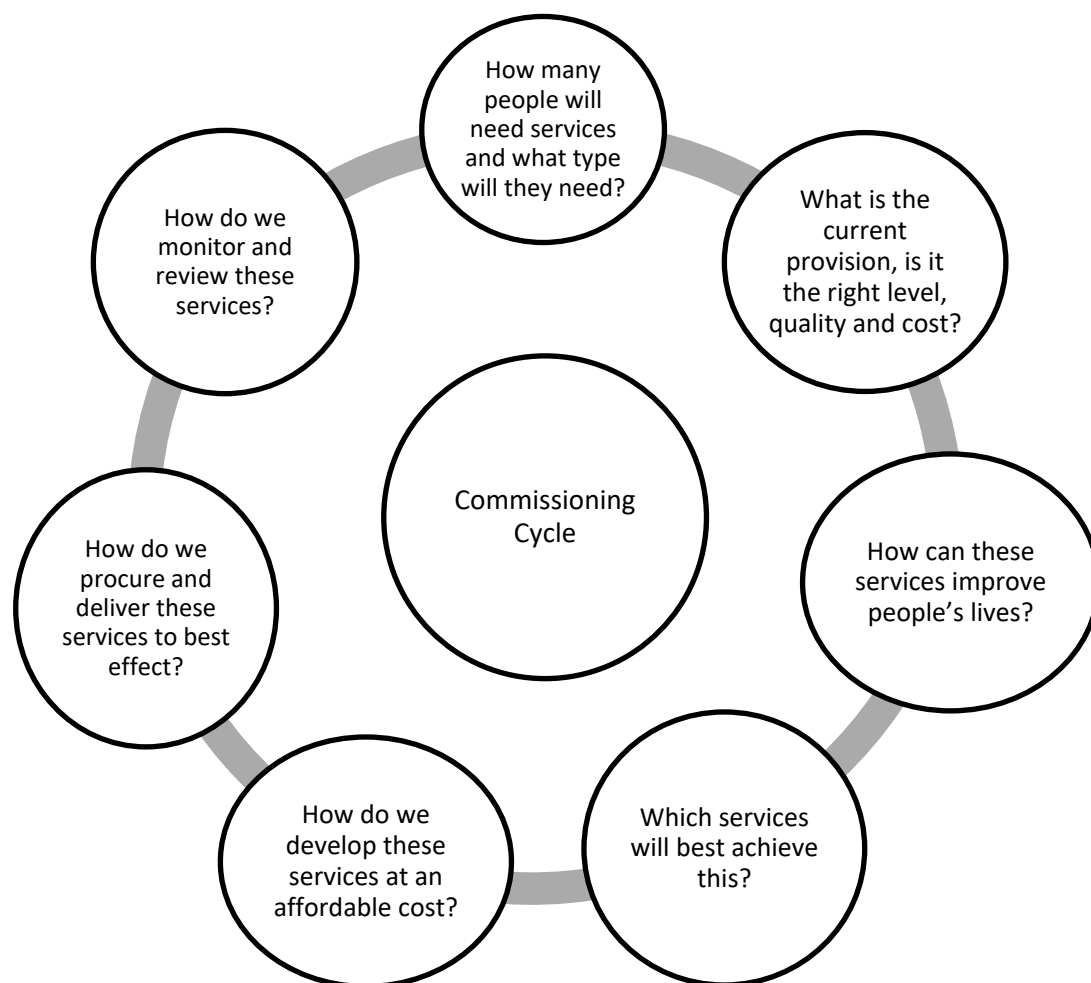 How many
people will
need services
and what type
will they need?
What is the
current
provision, is it
the right level,
quality and cost?
How can these
services improve
people’s lives?
Which services
will best achieve
this?
How do we
develop these
services at an
affordable cost?
How do we
procure and
deliver these
services to best
effect?
How do we
monitor and
review these
services?
Commissioning
Cycle